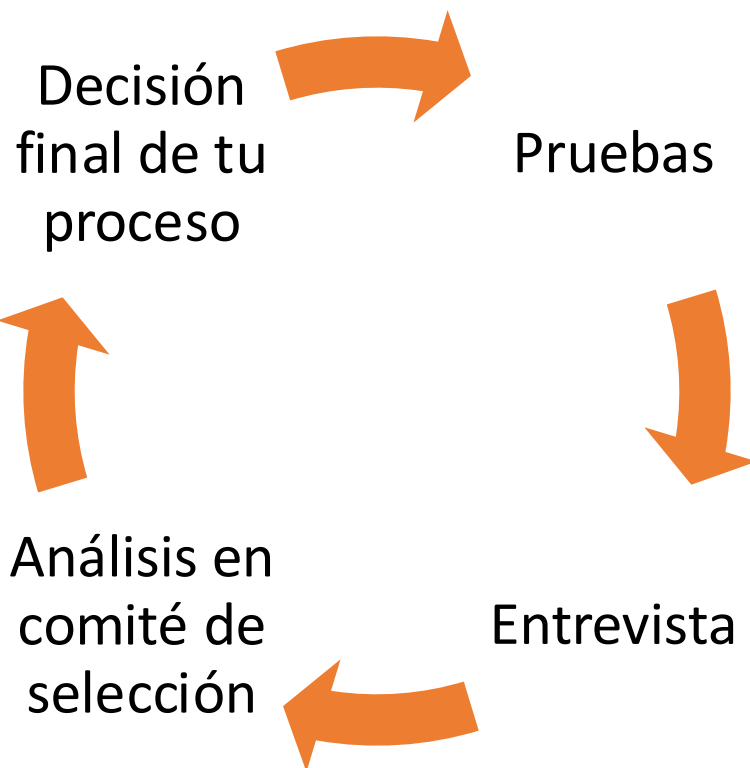 Decisión
final de tu
proceso
Pruebas
Entrevista
Análisis en
comité de
selección